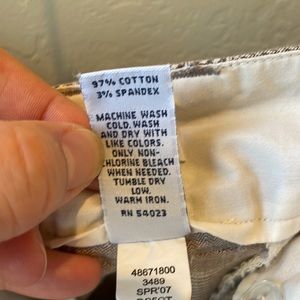 97% COTTON
3% SPANDEX
MACHINE WASH
COLD. WASH
AND DRY WITH
LIKE COLORS.
ONLY NON-
CHLORINE BLEACH
WHEN NEEDED.
TUMBLE DRY
LOW.
WARM IRON.
RN 54023
48671800
3489
SPR'07